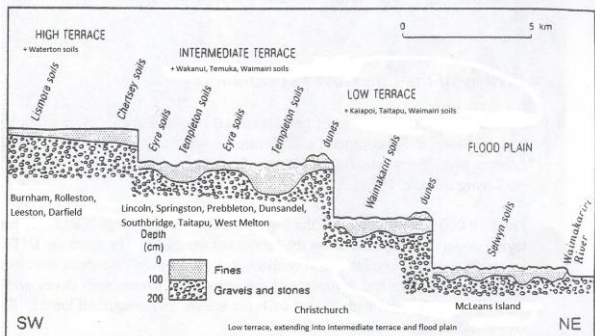 0 5 km
HIGH TERRACE
+ Waterton soils
INTERMEDIATE TERRACE
+ Wakanui, Temuka, Waimairi soils
LOW TERRACE
+ Kaiapoi, Taitapu, Waimairi soils
FLOOD PLAIN
Lismore soils
Chertsey soils
Eyre soils
Templeton soils
Eyre soils
Templeton soils
dunes
Waimakariri soils
dunes
Selwyn soils
Waimakariri
River
Burnham, Rolleston,
Leeston, Darfield
Lincoln, Springston, Prebbleton, Dunsandel,
Southbridge, Taitapu, West Melton
Depth
(cm)
0
100
200
Fines
Gravels and stones
Christchurch
McLeans Island
Low terrace, extending into intermediate terrace and flood plain
SW
NE